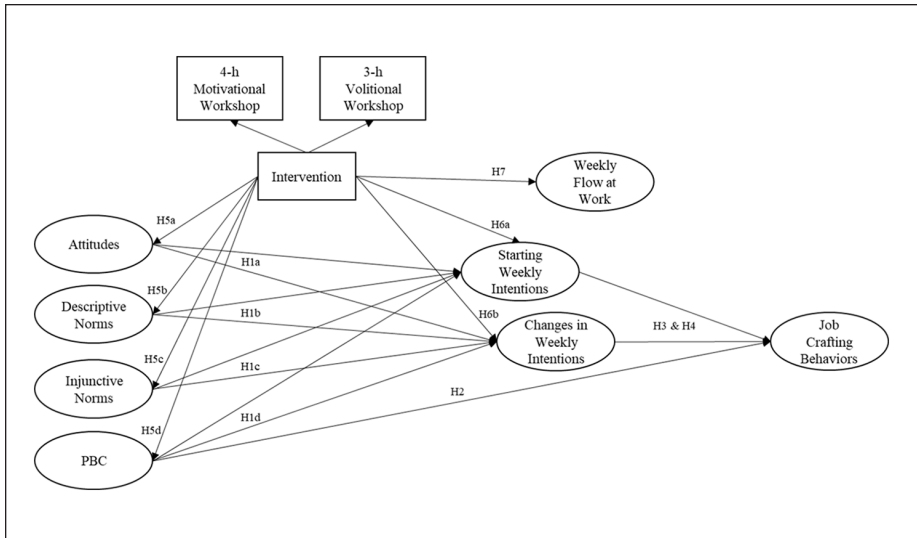 4-h
Motivational
Workshop
3-h
Volitional
Workshop
Intervention
H7
Weekly
Flow at
Work
H5a
H6a
Attitudes
H1a
Starting
Weekly
Intentions
H5b
Descriptive
Norms
H1b
H6b
Changes in
Weekly
Intentions
H3 & H4
Job
Crafting
Behaviors
H5c
Injunctive
Norms
H1c
H2
H1d
H5d
PBC